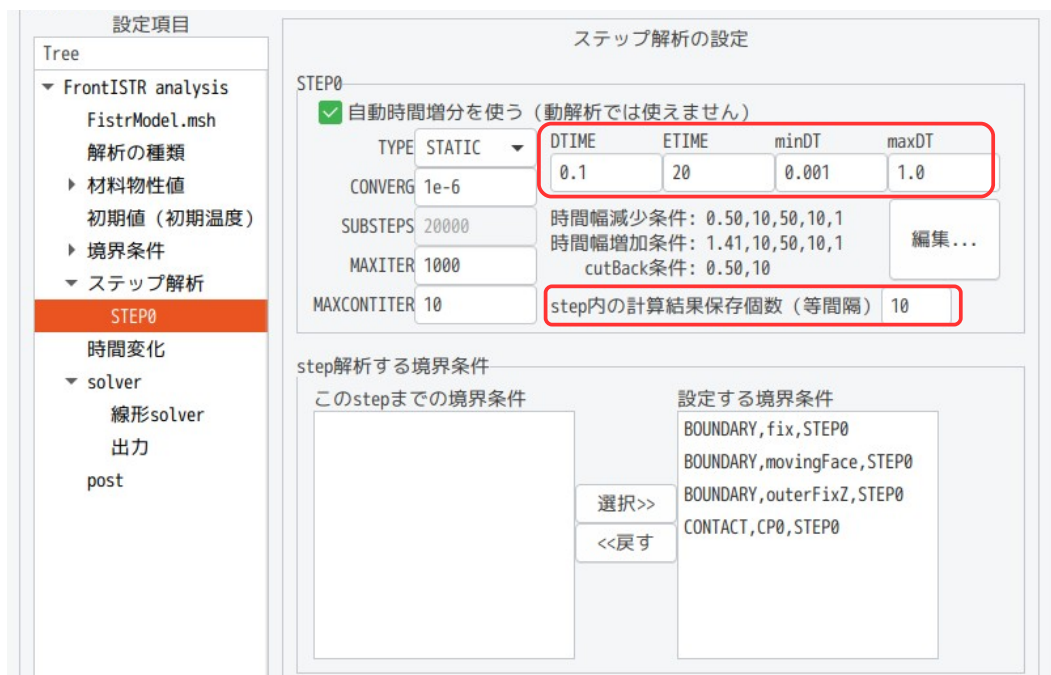 設定項目
Tree
FrontISTR analysis
FistrModel.msh
解析の種類
材料物性値
初期値（初期温度）
境界条件
ステップ解析
STEP0
時間変化
solver
線形solver
出力
post
ステップ解析の設定
STEP0
自動時間増分を使う（動解析では使えません）
TYPE STATIC
CONVERG 1e-6
SUBSTEPS 20000
MAXITER 1000
MAXCONTITER 10
DTIME ETIME minDT maxDT
0.1 20 0.001 1.0
時間幅減少条件: 0.50,10,50,10,1
時間幅増加条件: 1.41,10,50,10,1
cutBack条件: 0.50,10
編集...
step内の計算結果保存個数（等間隔） 10
step解析する境界条件
このstepまでの境界条件
選択>>
<<戻す
設定する境界条件
BOUNDARY,fix,STEP0
BOUNDARY,movingFace,STEP0
BOUNDARY,outerFixZ,STEP0
CONTACT,CP0,STEP0